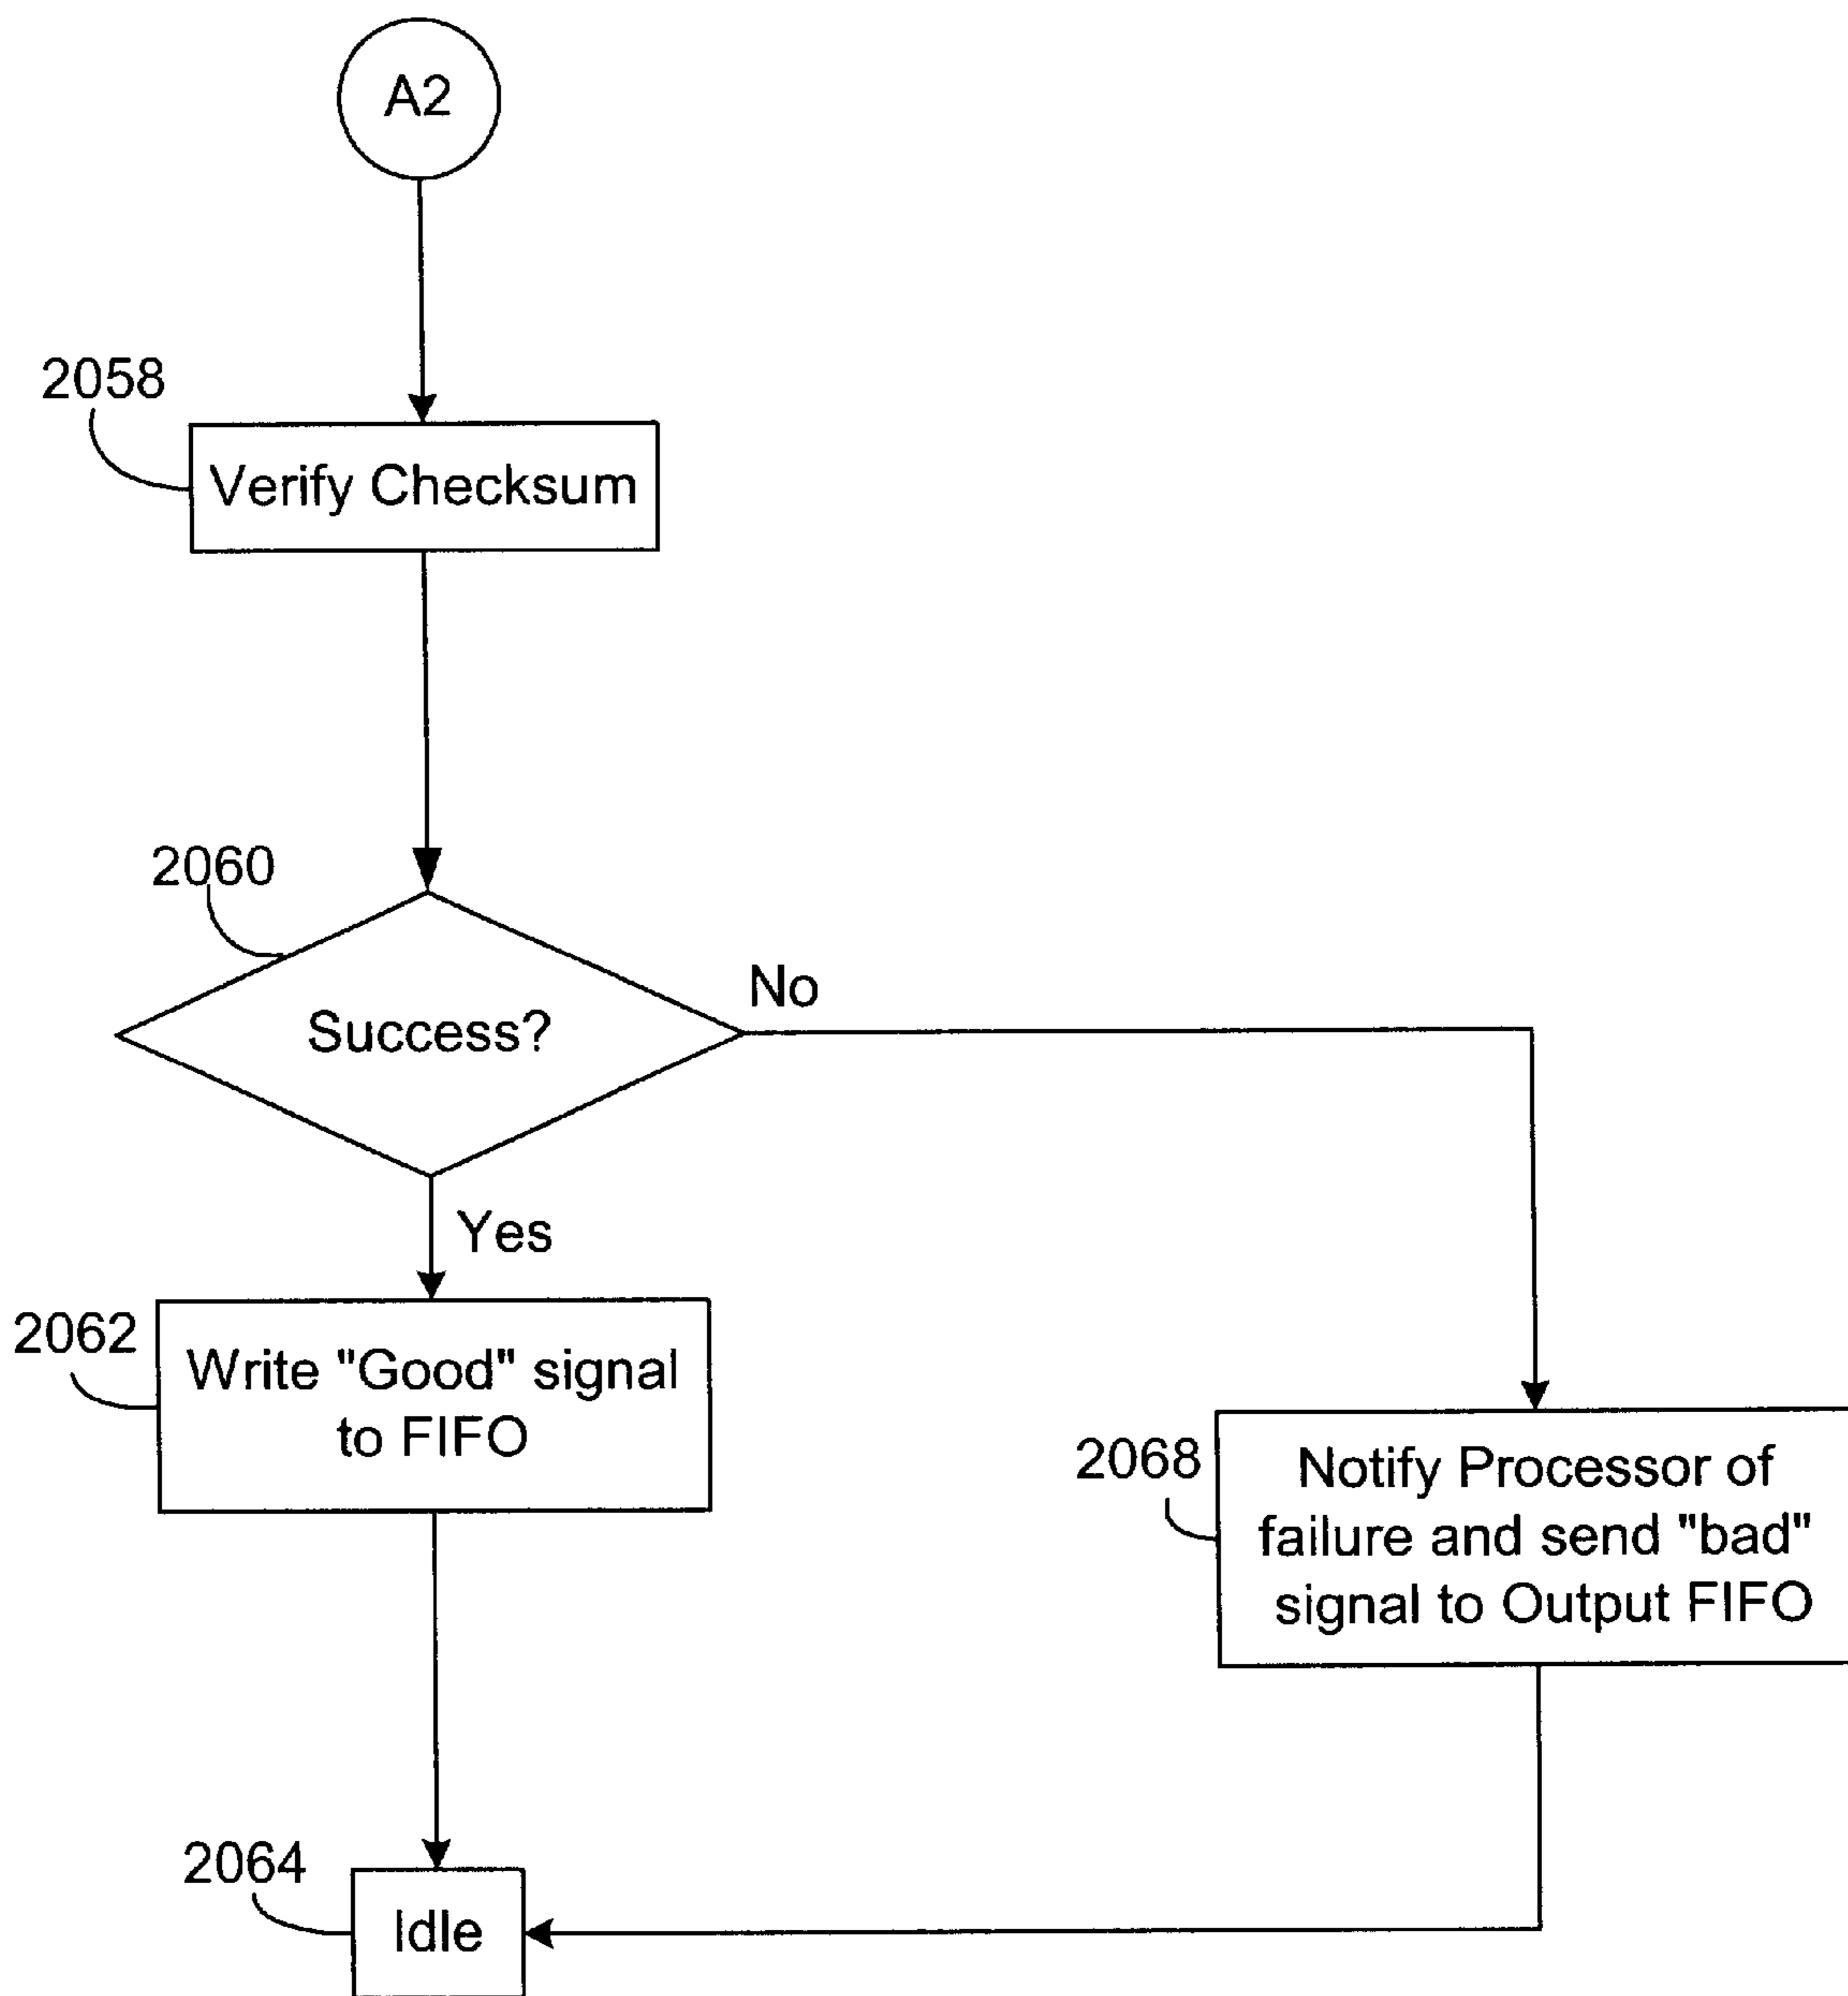 A2
2058
Verify Checksum
2060
Success?
No
Yes
2062
Write "Good" signal
to FIFO
2068
Notify Processor of
failure and send "bad"
signal to Output FIFO
2064
Idle